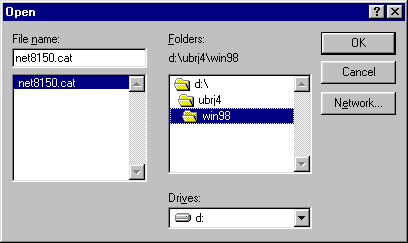 Open
File name:
net8150.cat
net8150.cat
Folders:
d:\ubrj4\win98
d:\
ubrj4
win98
Drives:
d:
OK
Cancel
Network...